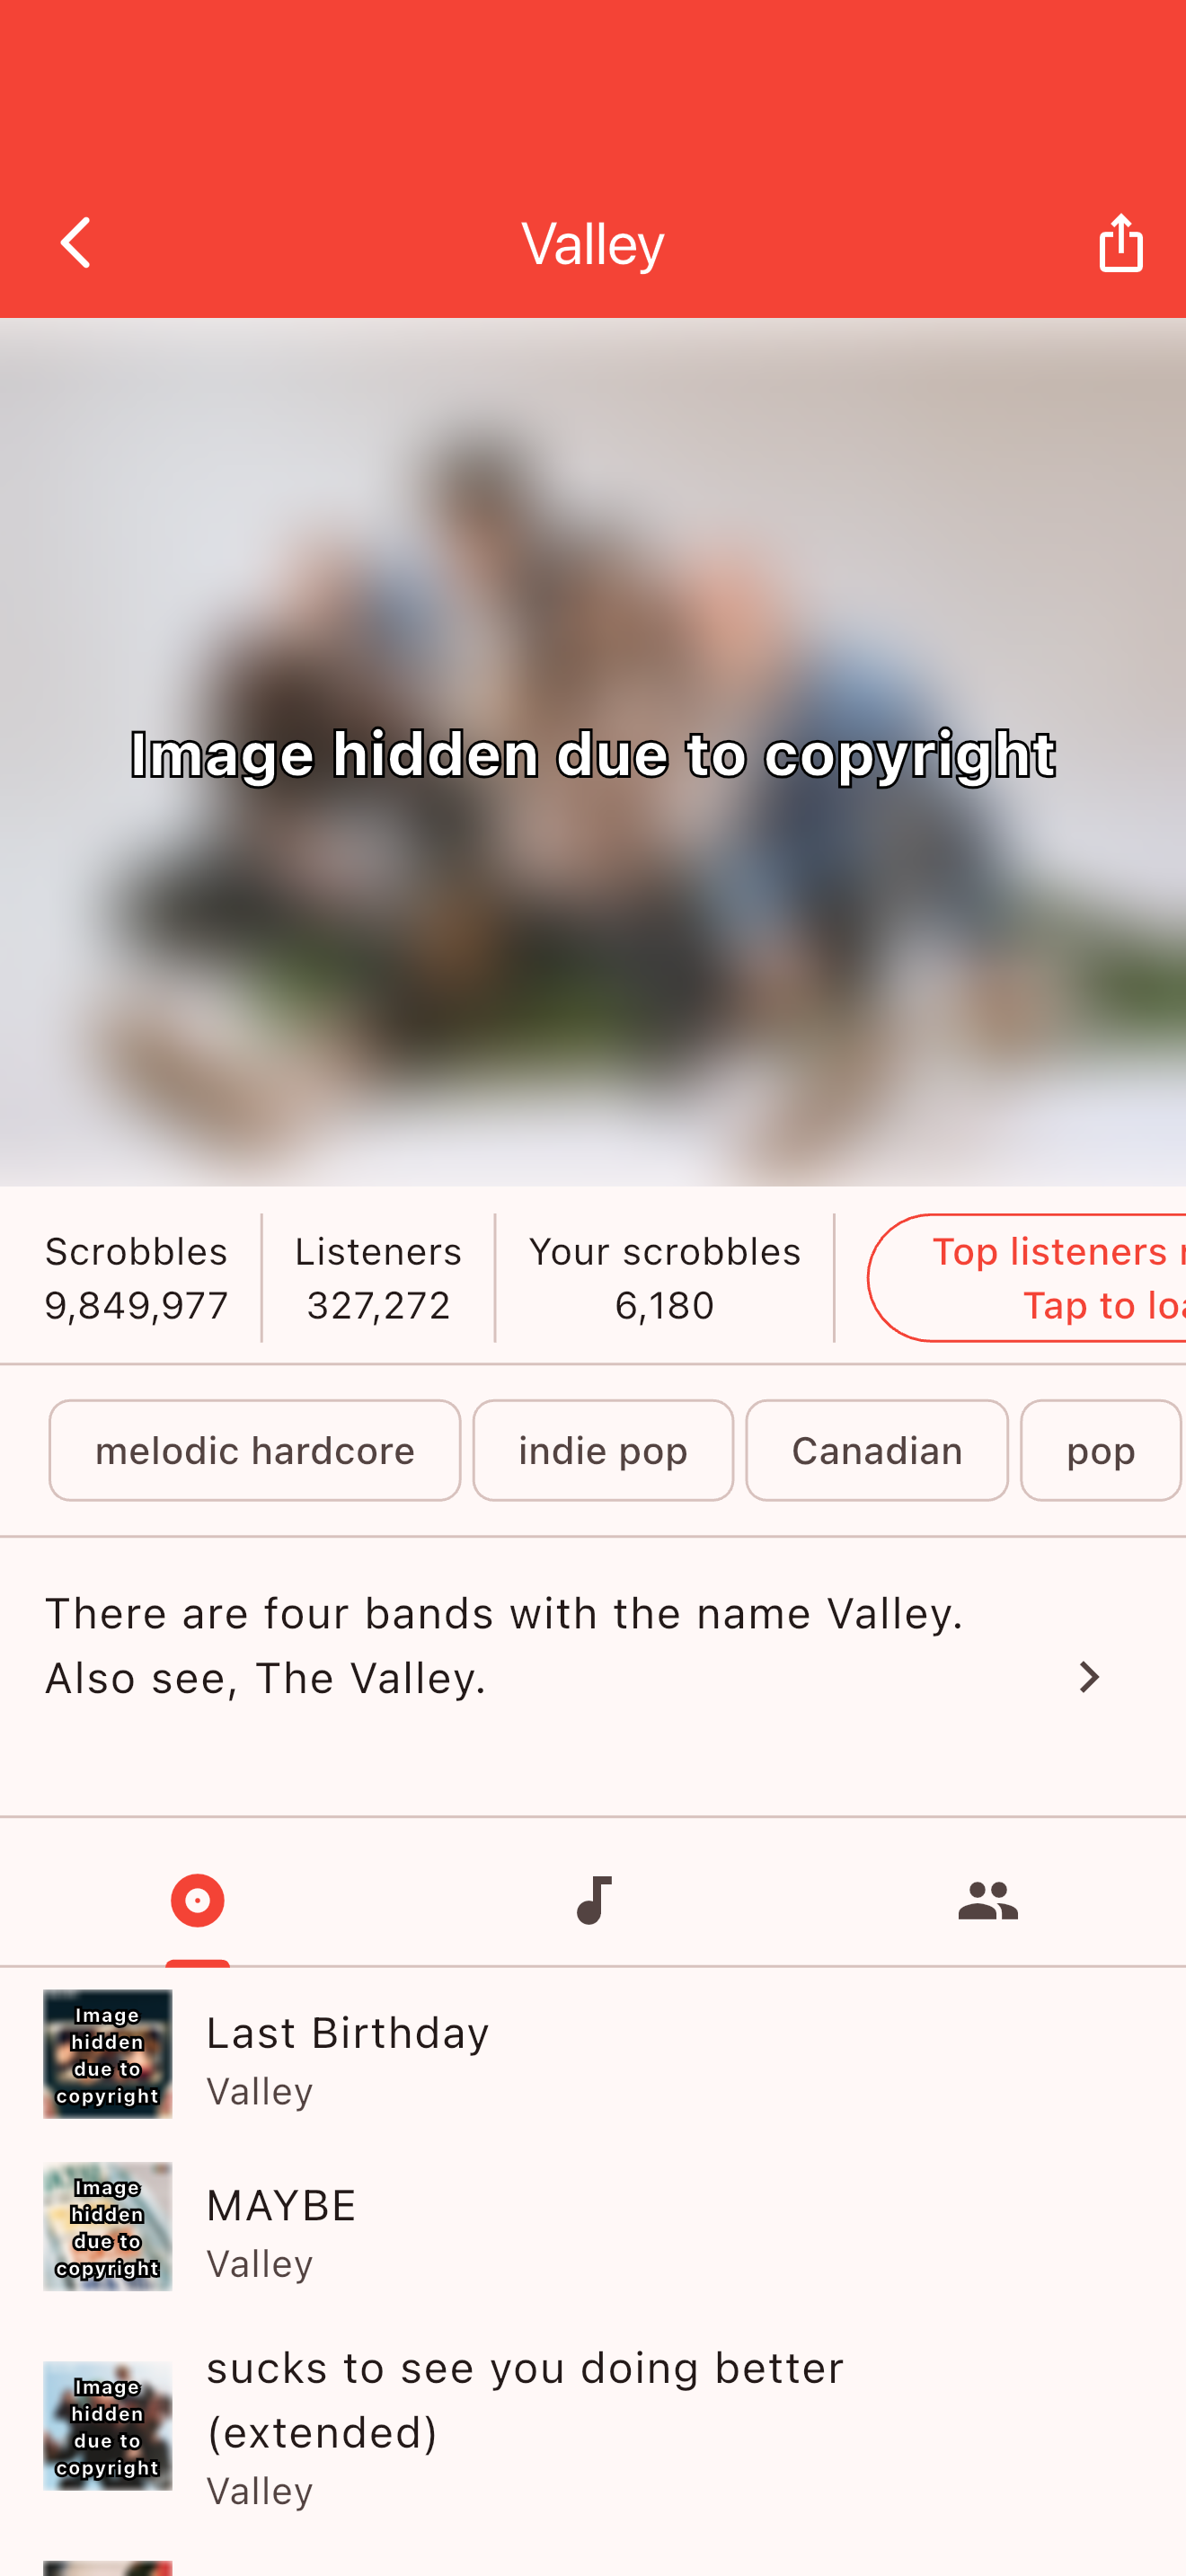 Valley
Image hidden due to copyright
Scrobbles
9,849,977
Listeners
327,272
Your scrobbles
6,180
Top listeners
Tap to
melodic hardcore
indie pop
Canadian
pop
There are four bands with the name Valley.
Also see, The Valley.
Image
hidden
due to
copyright
Last Birthday
Valley
Image
hidden
due to
copyright
MAYBE
Valley
Image
hidden
due to
copyright
sucks to see you doing better
(extended)
Valley